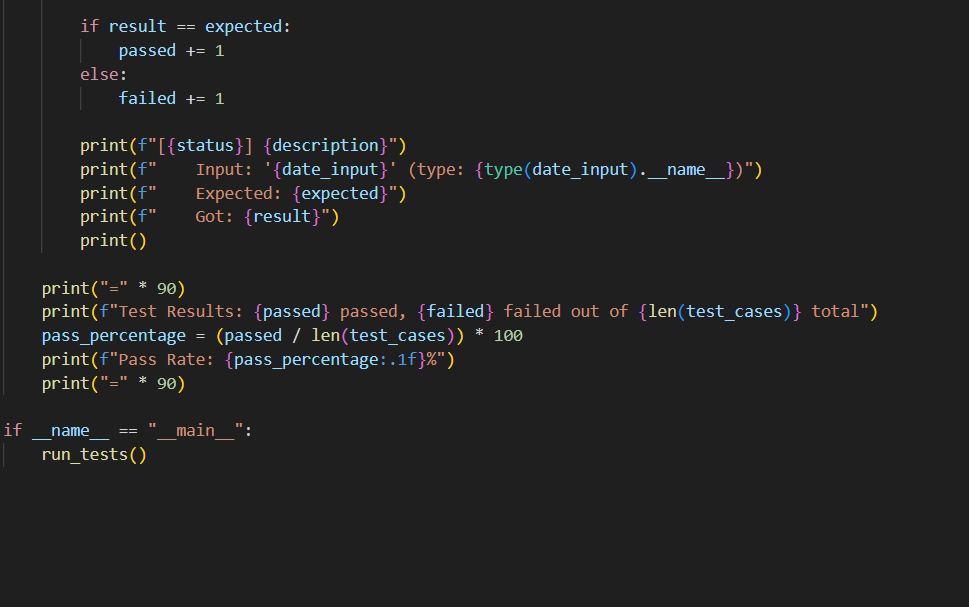 if result == expected:
    passed += 1
else:
    failed += 1
print(f"[{status}] {description}")
print(f"    Input: '{date_input}' (type: {type(date_input).__name__})")
print(f"    Expected: {expected}")
print(f"    Got: {result}")
print()
print("=" * 90)
print(f"Test Results: {passed} passed, {failed} failed out of {len(test_cases)} total")
pass_percentage = (passed / len(test_cases)) * 100
print(f"Pass Rate: {pass_percentage:.1f}%")
print("=" * 90)
if __name__ == "__main__":
    run_tests()